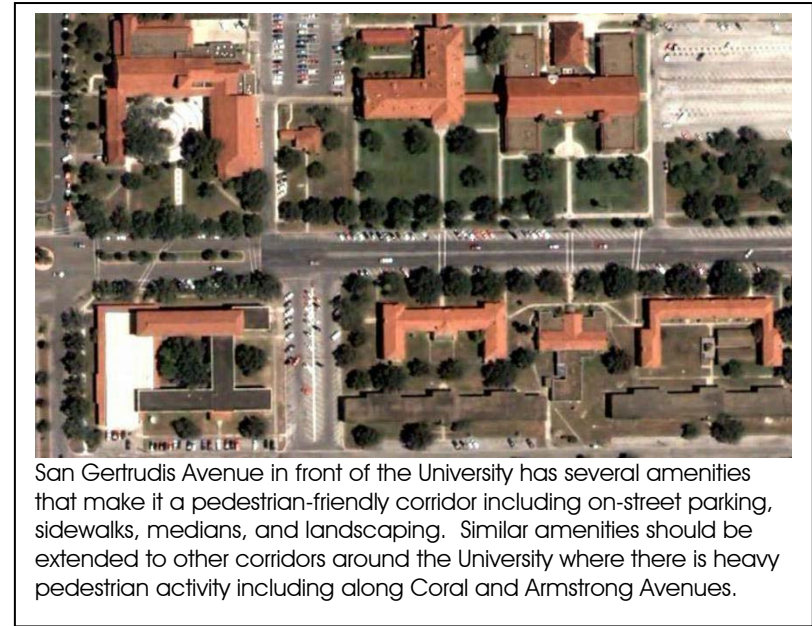 San Gertrudis Avenue in front of the University has several amenities
that make it a pedestrian-friendly corridor including on-street parking,
sidewalks, medians, and landscaping.  Similar amenities should be
extended to other corridors around the University where there is heavy
pedestrian activity including along Coral and Armstrong Avenues.